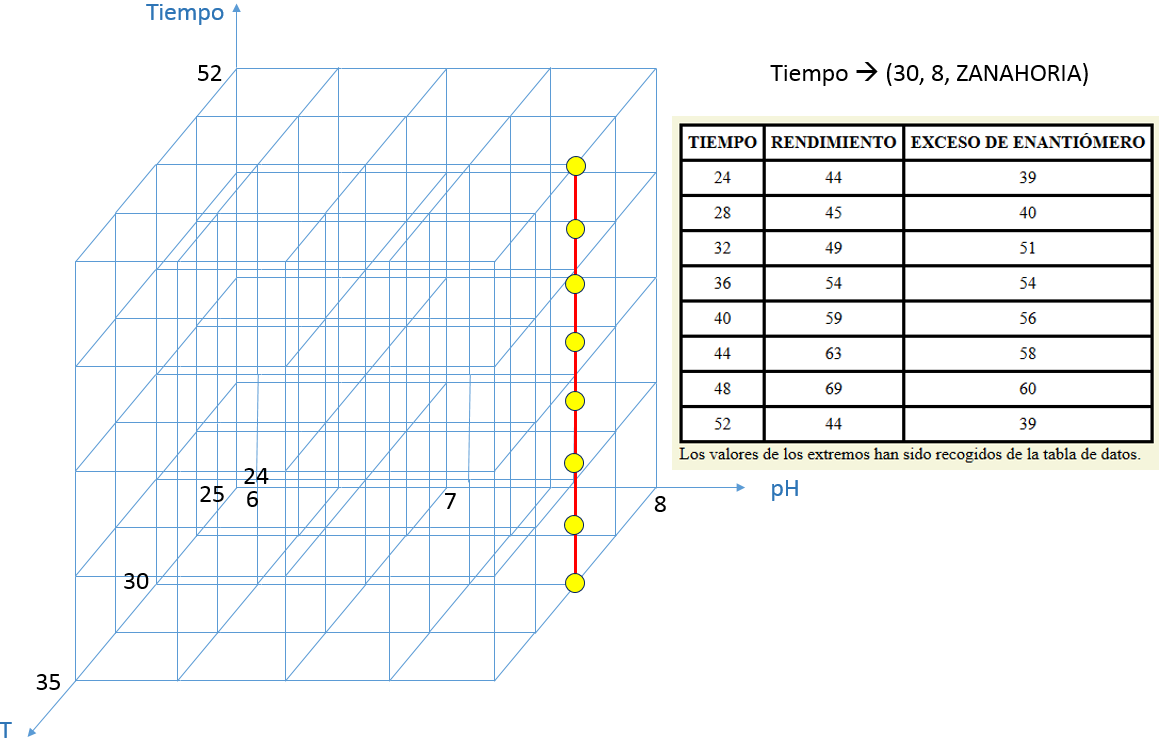 Tiempo
52
Tiempo → (30, 8, ZANAHORIA)
TIEMPO RENDIMIENTO EXCESO DE ENANTIÓMERO
24 44 39
28 45 40
32 49 51
36 54 54
40 59 56
44 63 58
48 69 60
52 44 39
Los valores de los extremos han sido recogidos de la tabla de datos.
24
25 6 7 8 pH
30
35
T